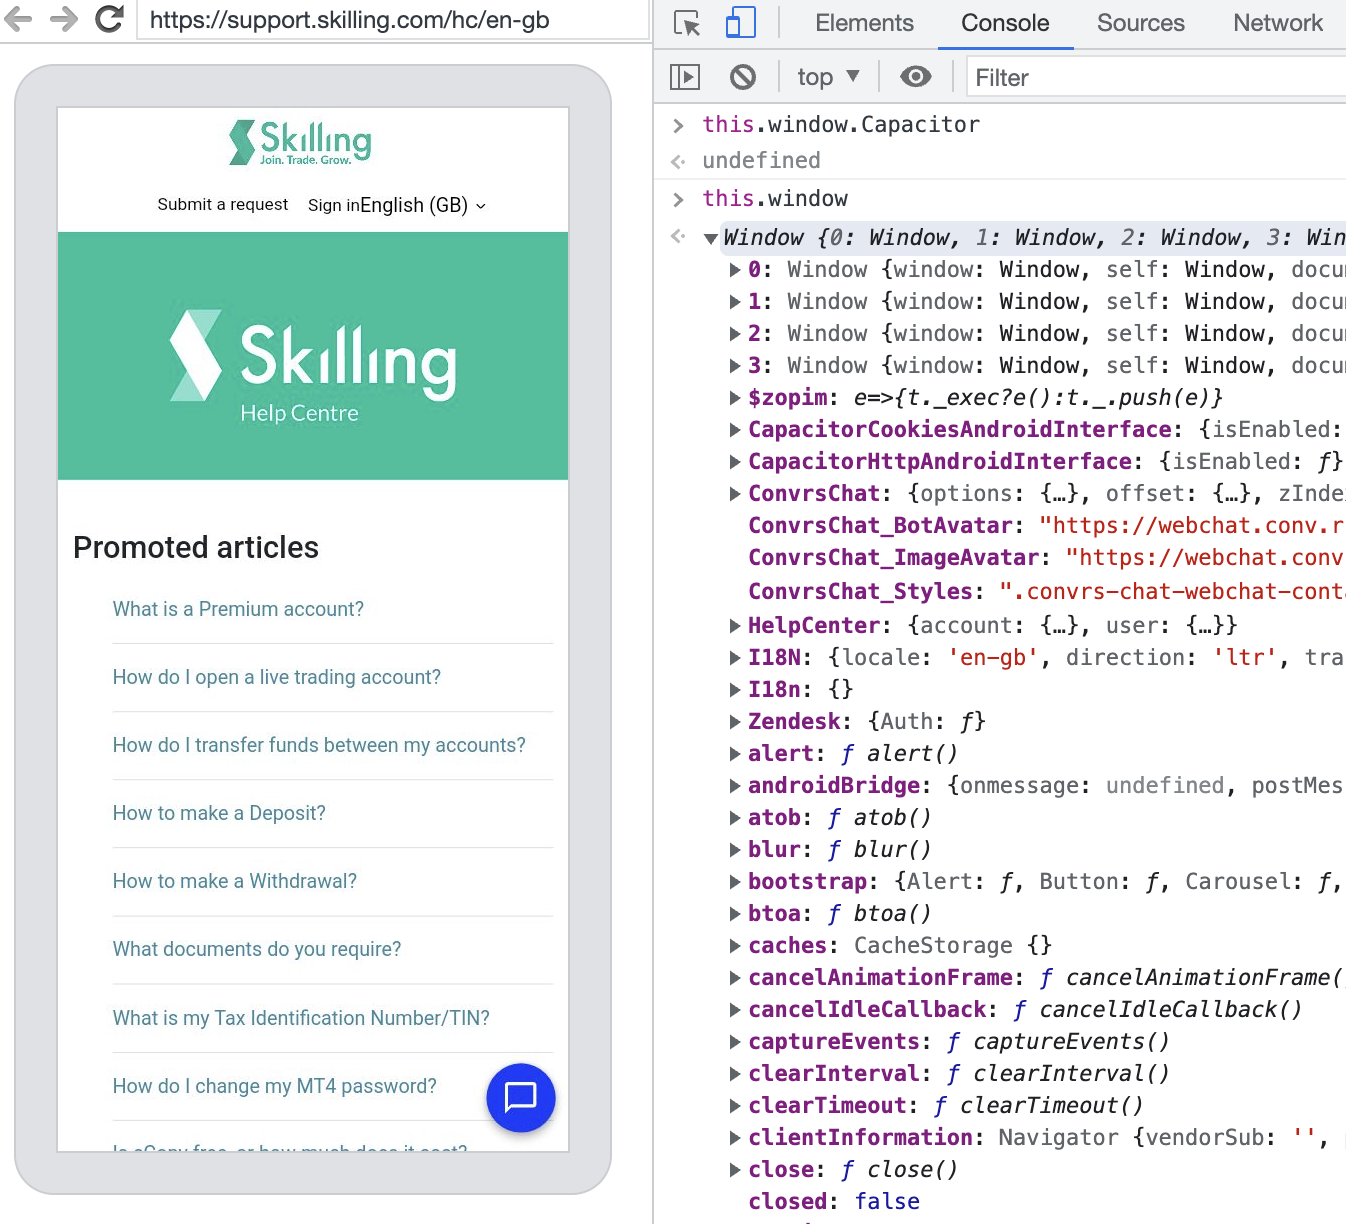 https://support.skilling.com/hc/en-gb
Skilling
Join. Trade. Grow.
Submit a request Sign inEnglish (GB)
Skilling
Help Centre
Promoted articles
What is a Premium account?
How do I open a live trading account?
How do I transfer funds between my accounts?
How to make a Deposit?
How to make a Withdrawal?
What documents do you require?
What is my Tax Identification Number/TIN?
How do I change my MT4 password?
Elements Console Sources Network
top Filter
this.window.Capacitor
undefined
this.window
Window {0: Window, 1: Window, 2: Window, 3: Win
0: Window {window: Window, self: Window, docu
1: Window {window: Window, self: Window, docu
2: Window {window: Window, self: Window, docu
3: Window {window: Window, self: Window, docu
$zopim: e=>{t._exec?e():t._.push(e)}
CapacitorCookiesAndroidInterface: {isEnabled:
CapacitorHttpAndroidInterface: {isEnabled: ƒ}
ConvrsChat: {options: {…}, offset: {…}, zIndex
ConvrsChat_BotAvatar: "https://webchat.conv.r
ConvrsChat_ImageAvatar: "https://webchat.conv
ConvrsChat_Styles: ".convrs-chat-webchat-conta
HelpCenter: {account: {…}, user: {…}}
I18N: {locale: 'en-gb', direction: 'ltr', tra
I18n: {}
Zendesk: {Auth: ƒ}
alert: ƒ alert()
androidBridge: {onmessage: undefined, postMes
atob: ƒ atob()
blur: ƒ blur()
bootstrap: {Alert: ƒ, Button: ƒ, Carousel: ƒ,
btoa: ƒ btoa()
caches: CacheStorage {}
cancelAnimationFrame: ƒ cancelAnimationFrame(
cancelIdleCallback: ƒ cancelIdleCallback()
captureEvents: ƒ captureEvents()
clearInterval: ƒ clearInterval()
clearTimeout: ƒ clearTimeout()
clientInformation: Navigator {vendorSub: '',
close: ƒ close()
closed: false